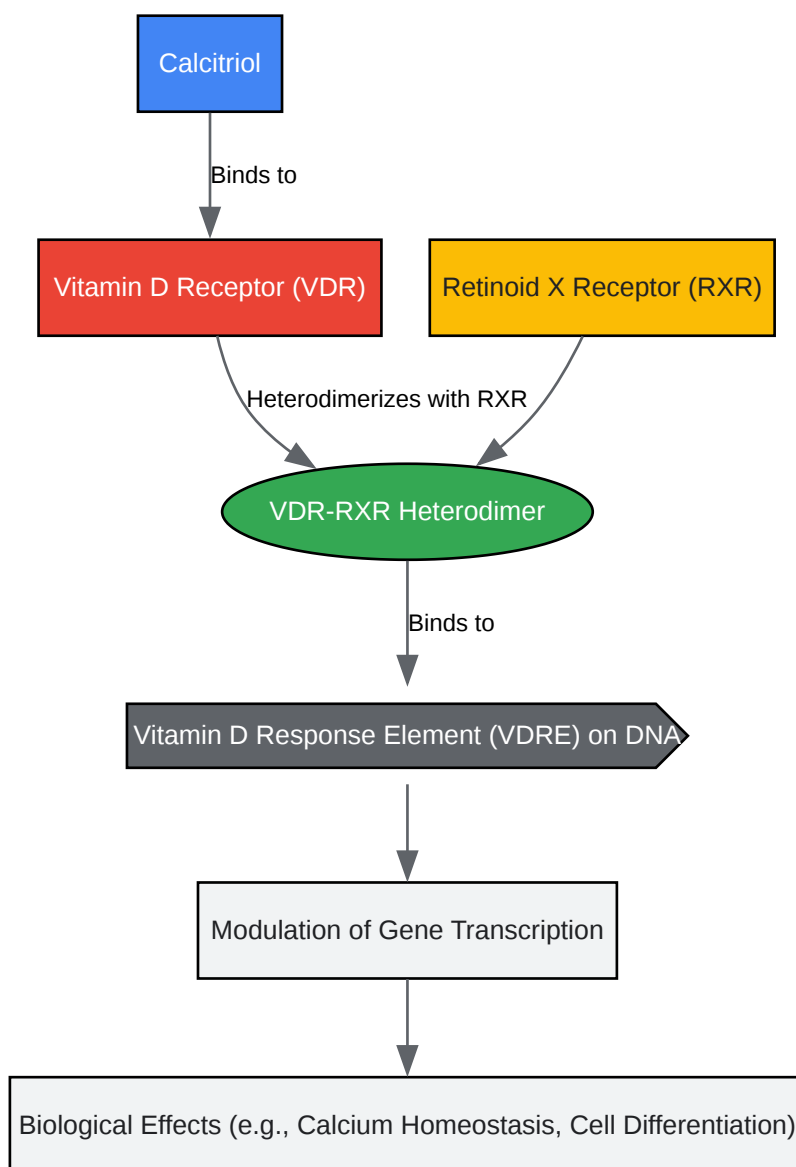 Calcitriol
Binds to
Vitamin D Receptor (VDR)
Retinoid X Receptor (RXR)
Heterodimerizes with RXR
VDR-RXR Heterodimer
Binds to
Vitamin D Response Element (VDRE) on DNA
Modulation of Gene Transcription
Biological Effects (e.g., Calcium Homeostasis, Cell Differentiation)